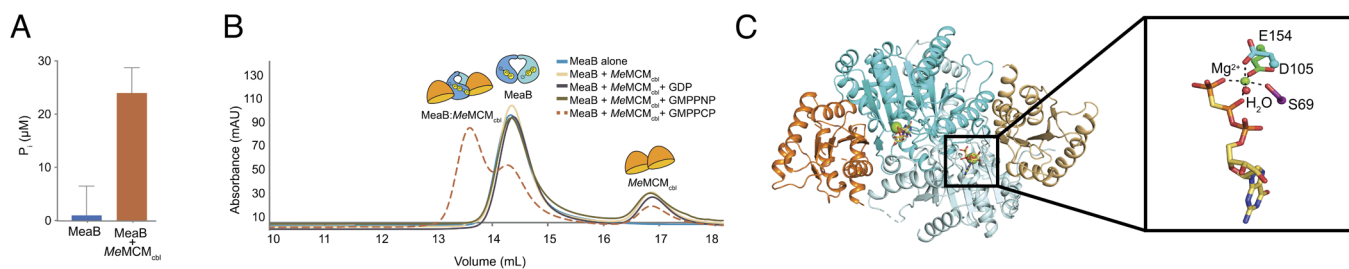 A
30
20
10
0
Pᵢ (µM)
MeaB
MeaB
+
MeMCMcbl
B
130
110
90
70
50
30
10
Absorbance (mAU)
10
11
12
13
14
15
16
17
18
Volume (mL)
MeaB:MeMCMcbl
MeaB
MeaB alone
MeaB + MeMCMcbl
MeaB + MeMCMcbl + GDP
MeaB + MeMCMcbl + GMPPNP
MeaB + MeMCMcbl + GMPPCP
MeMCMcbl
C
E154
Mg²⁺
D105
H₂O
S69